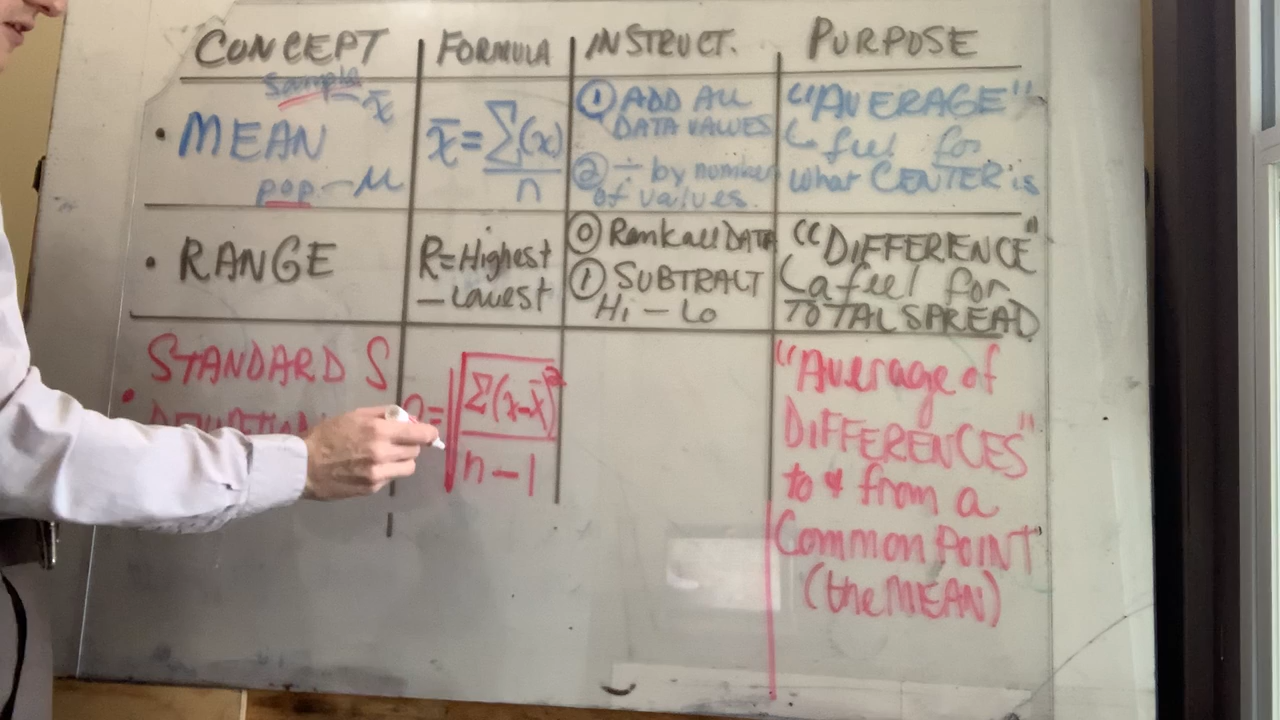 CONCEPT FORMULA INSTRUCT. PURPOSE
Sample – x̄
• MEAN
pop – μ
x̄ = Σ(x)
n
① ADD ALL
DATA VALUES
② ÷ by number
of values.
"AVERAGE"
↳ feel for
what CENTER is
• RANGE
R = Highest
– Lowest
⓪ Rank all DATA
① SUBTRACT
Hi – Lo
"DIFFERENCE"
↳ a feel for
TOTAL SPREAD
• STANDARD S
= √Σ(x-x̄)²
n – 1
"Average of
DIFFERENCES"
to & from a
Common POINT
(the MEAN)